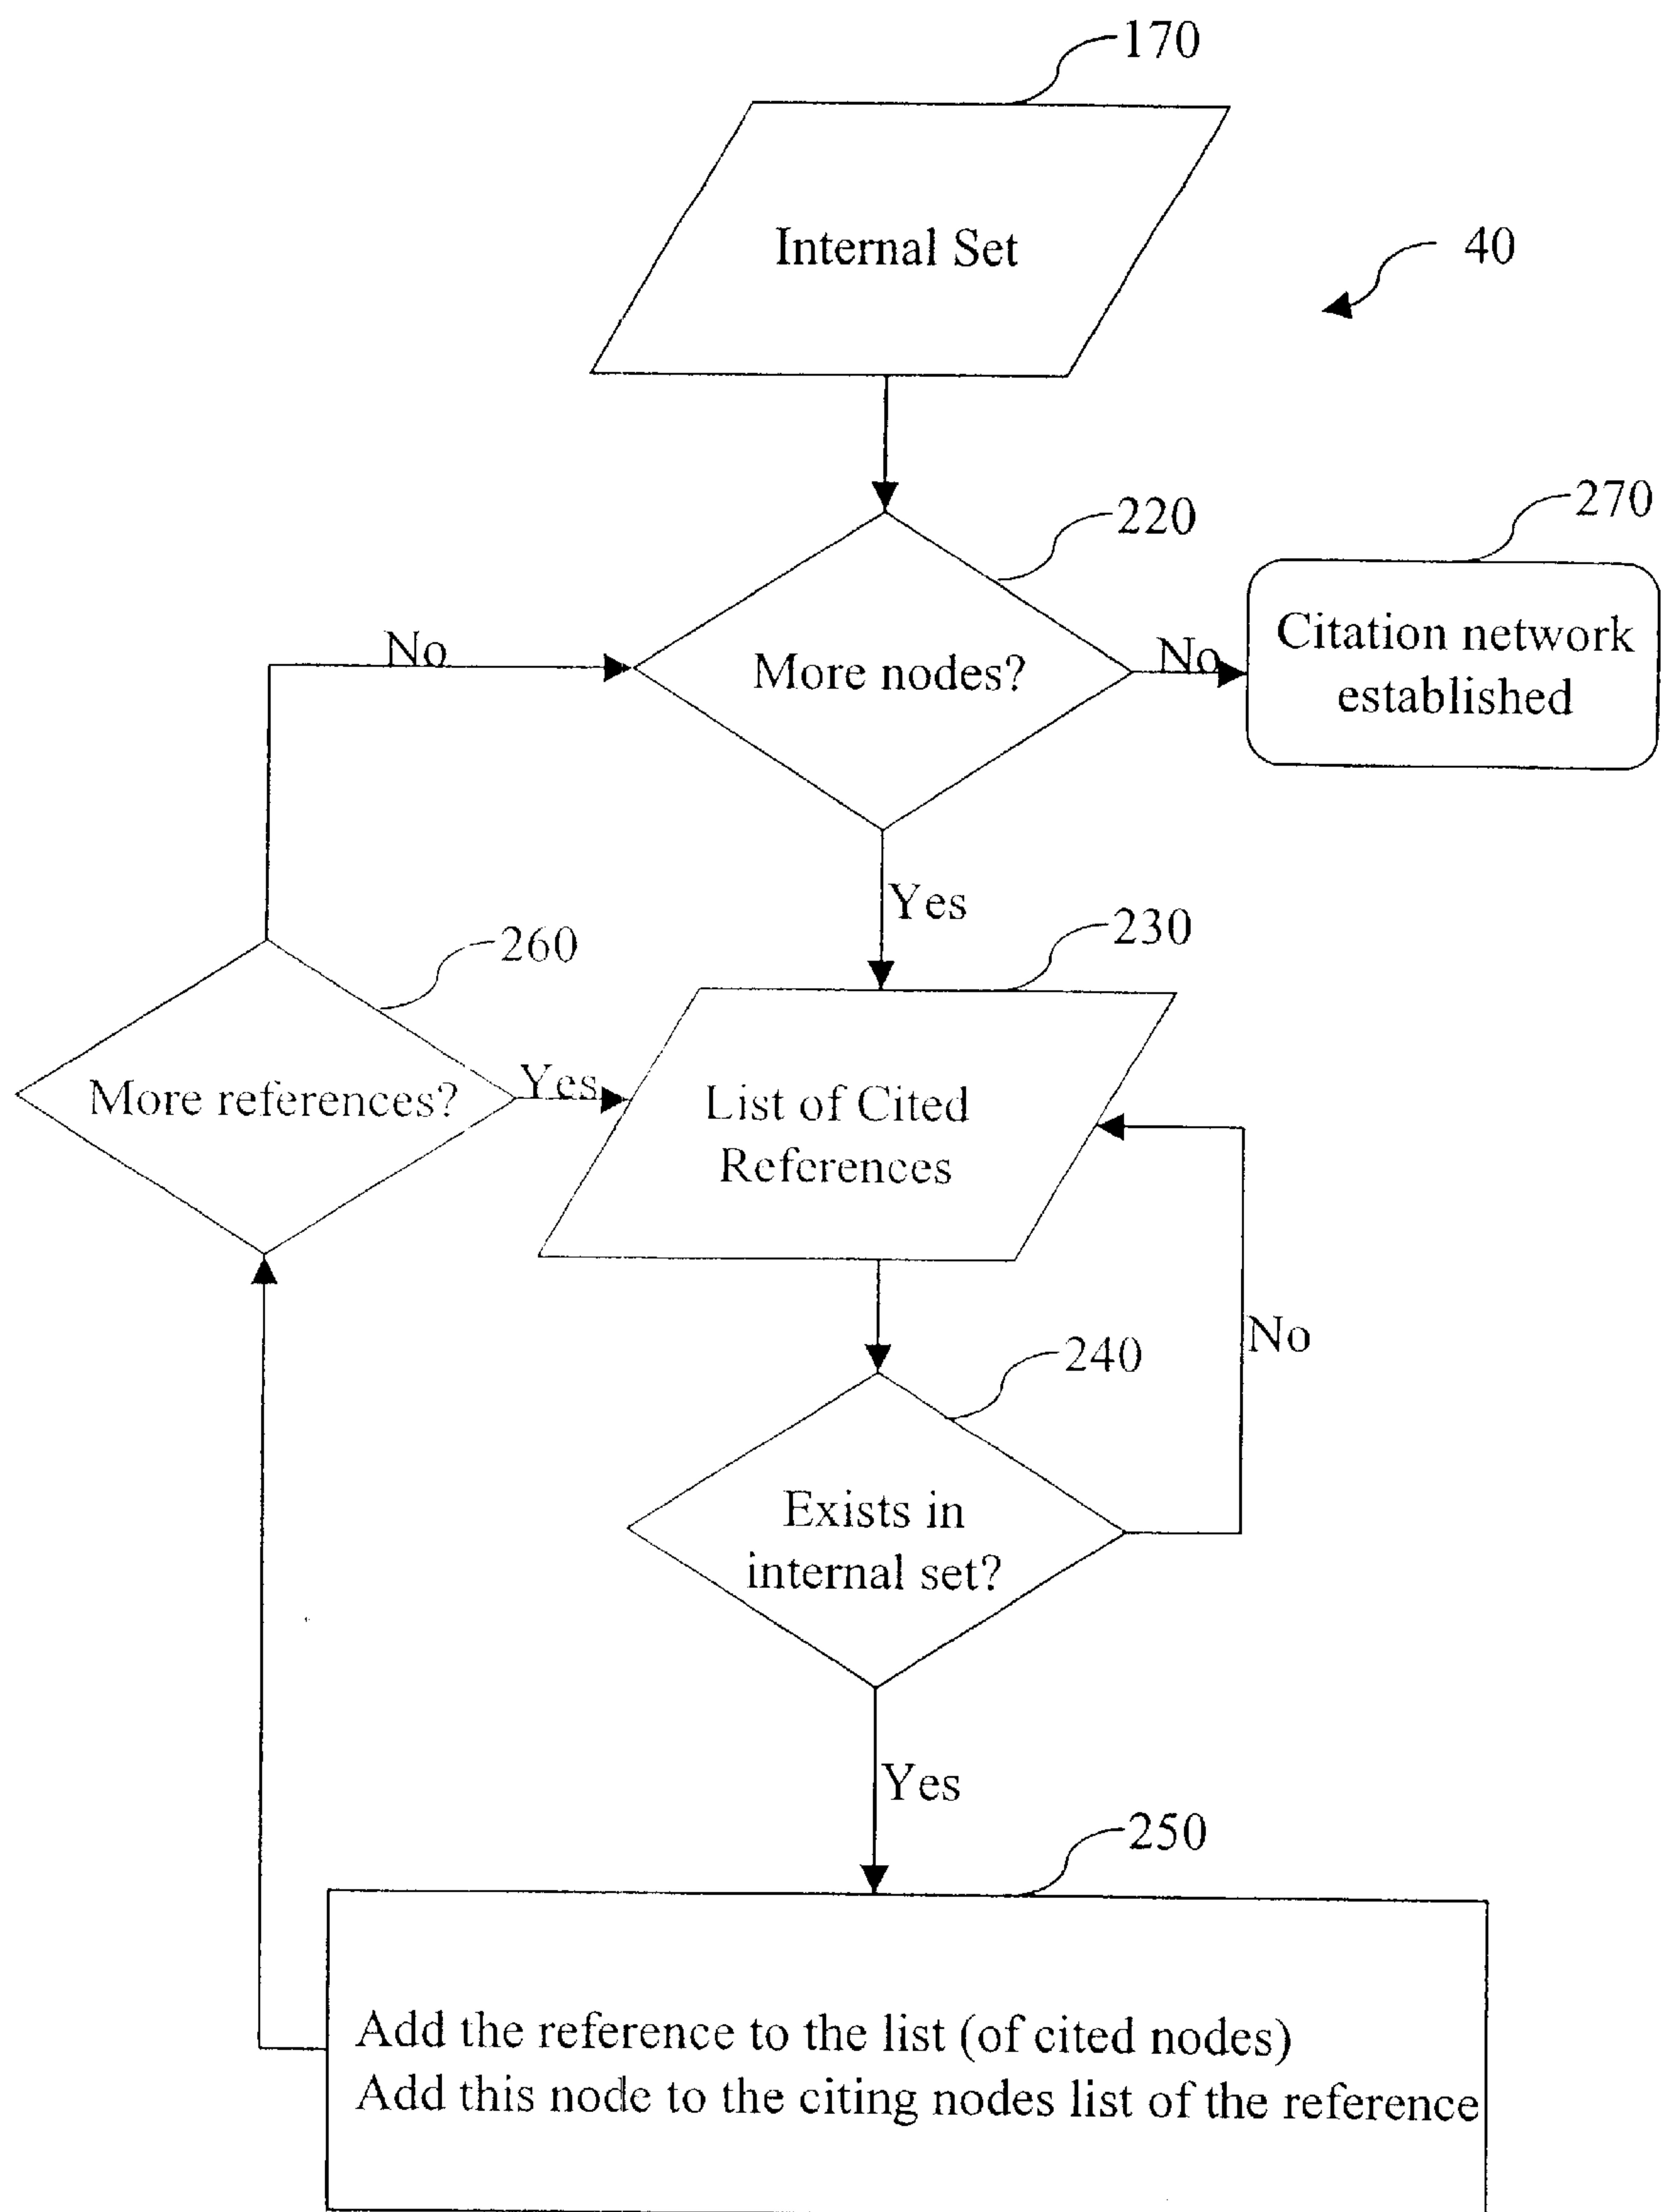 170
Internal Set
40
220
270
No
More nodes?
No
Citation network
established
Yes
230
260
More references?
Yes
List of Cited
References
No
240
Exists in
internal set?
Yes
250
Add the reference to the list (of cited nodes)
Add this node to the citing nodes list of the reference